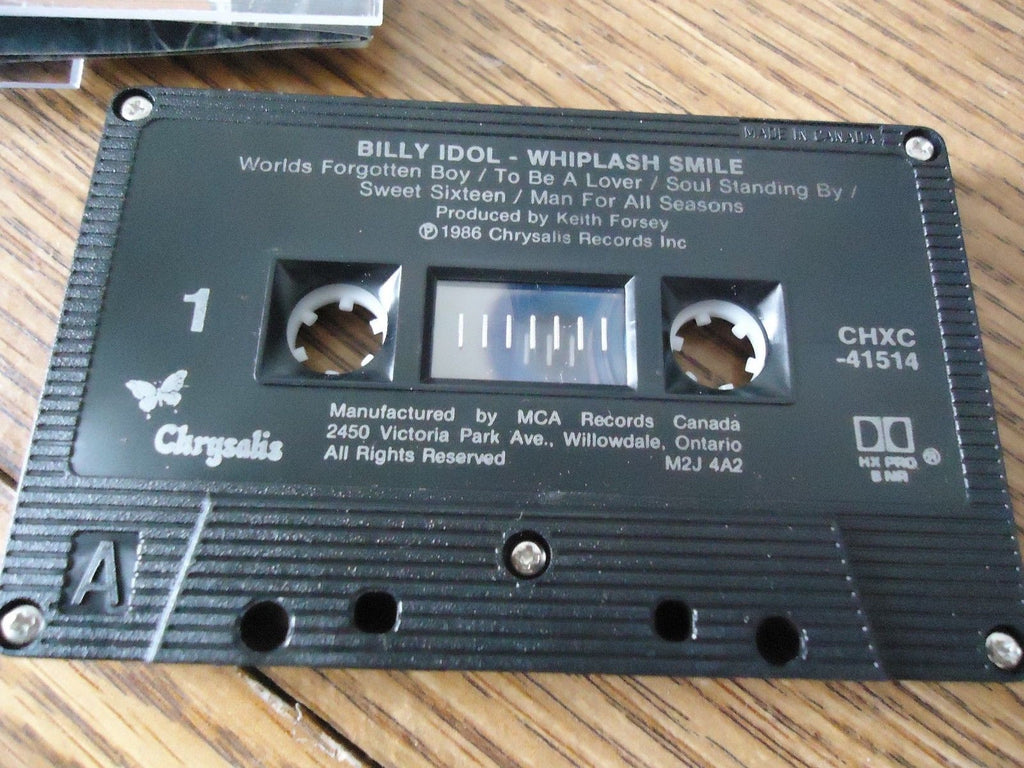 MADE IN CANADA
BILLY IDOL - WHIPLASH SMILE
Worlds Forgotten Boy / To Be A Lover / Soul Standing By /
Sweet Sixteen / Man For All Seasons
Produced by Keith Forsey
℗1986 Chrysalis Records Inc
1
CHXC
-41514
Chrysalis
Manufactured by MCA Records Canada
2450 Victoria Park Ave., Willowdale, Ontario
All Rights Reserved M2J 4A2
HX PRO ®
B NR
A